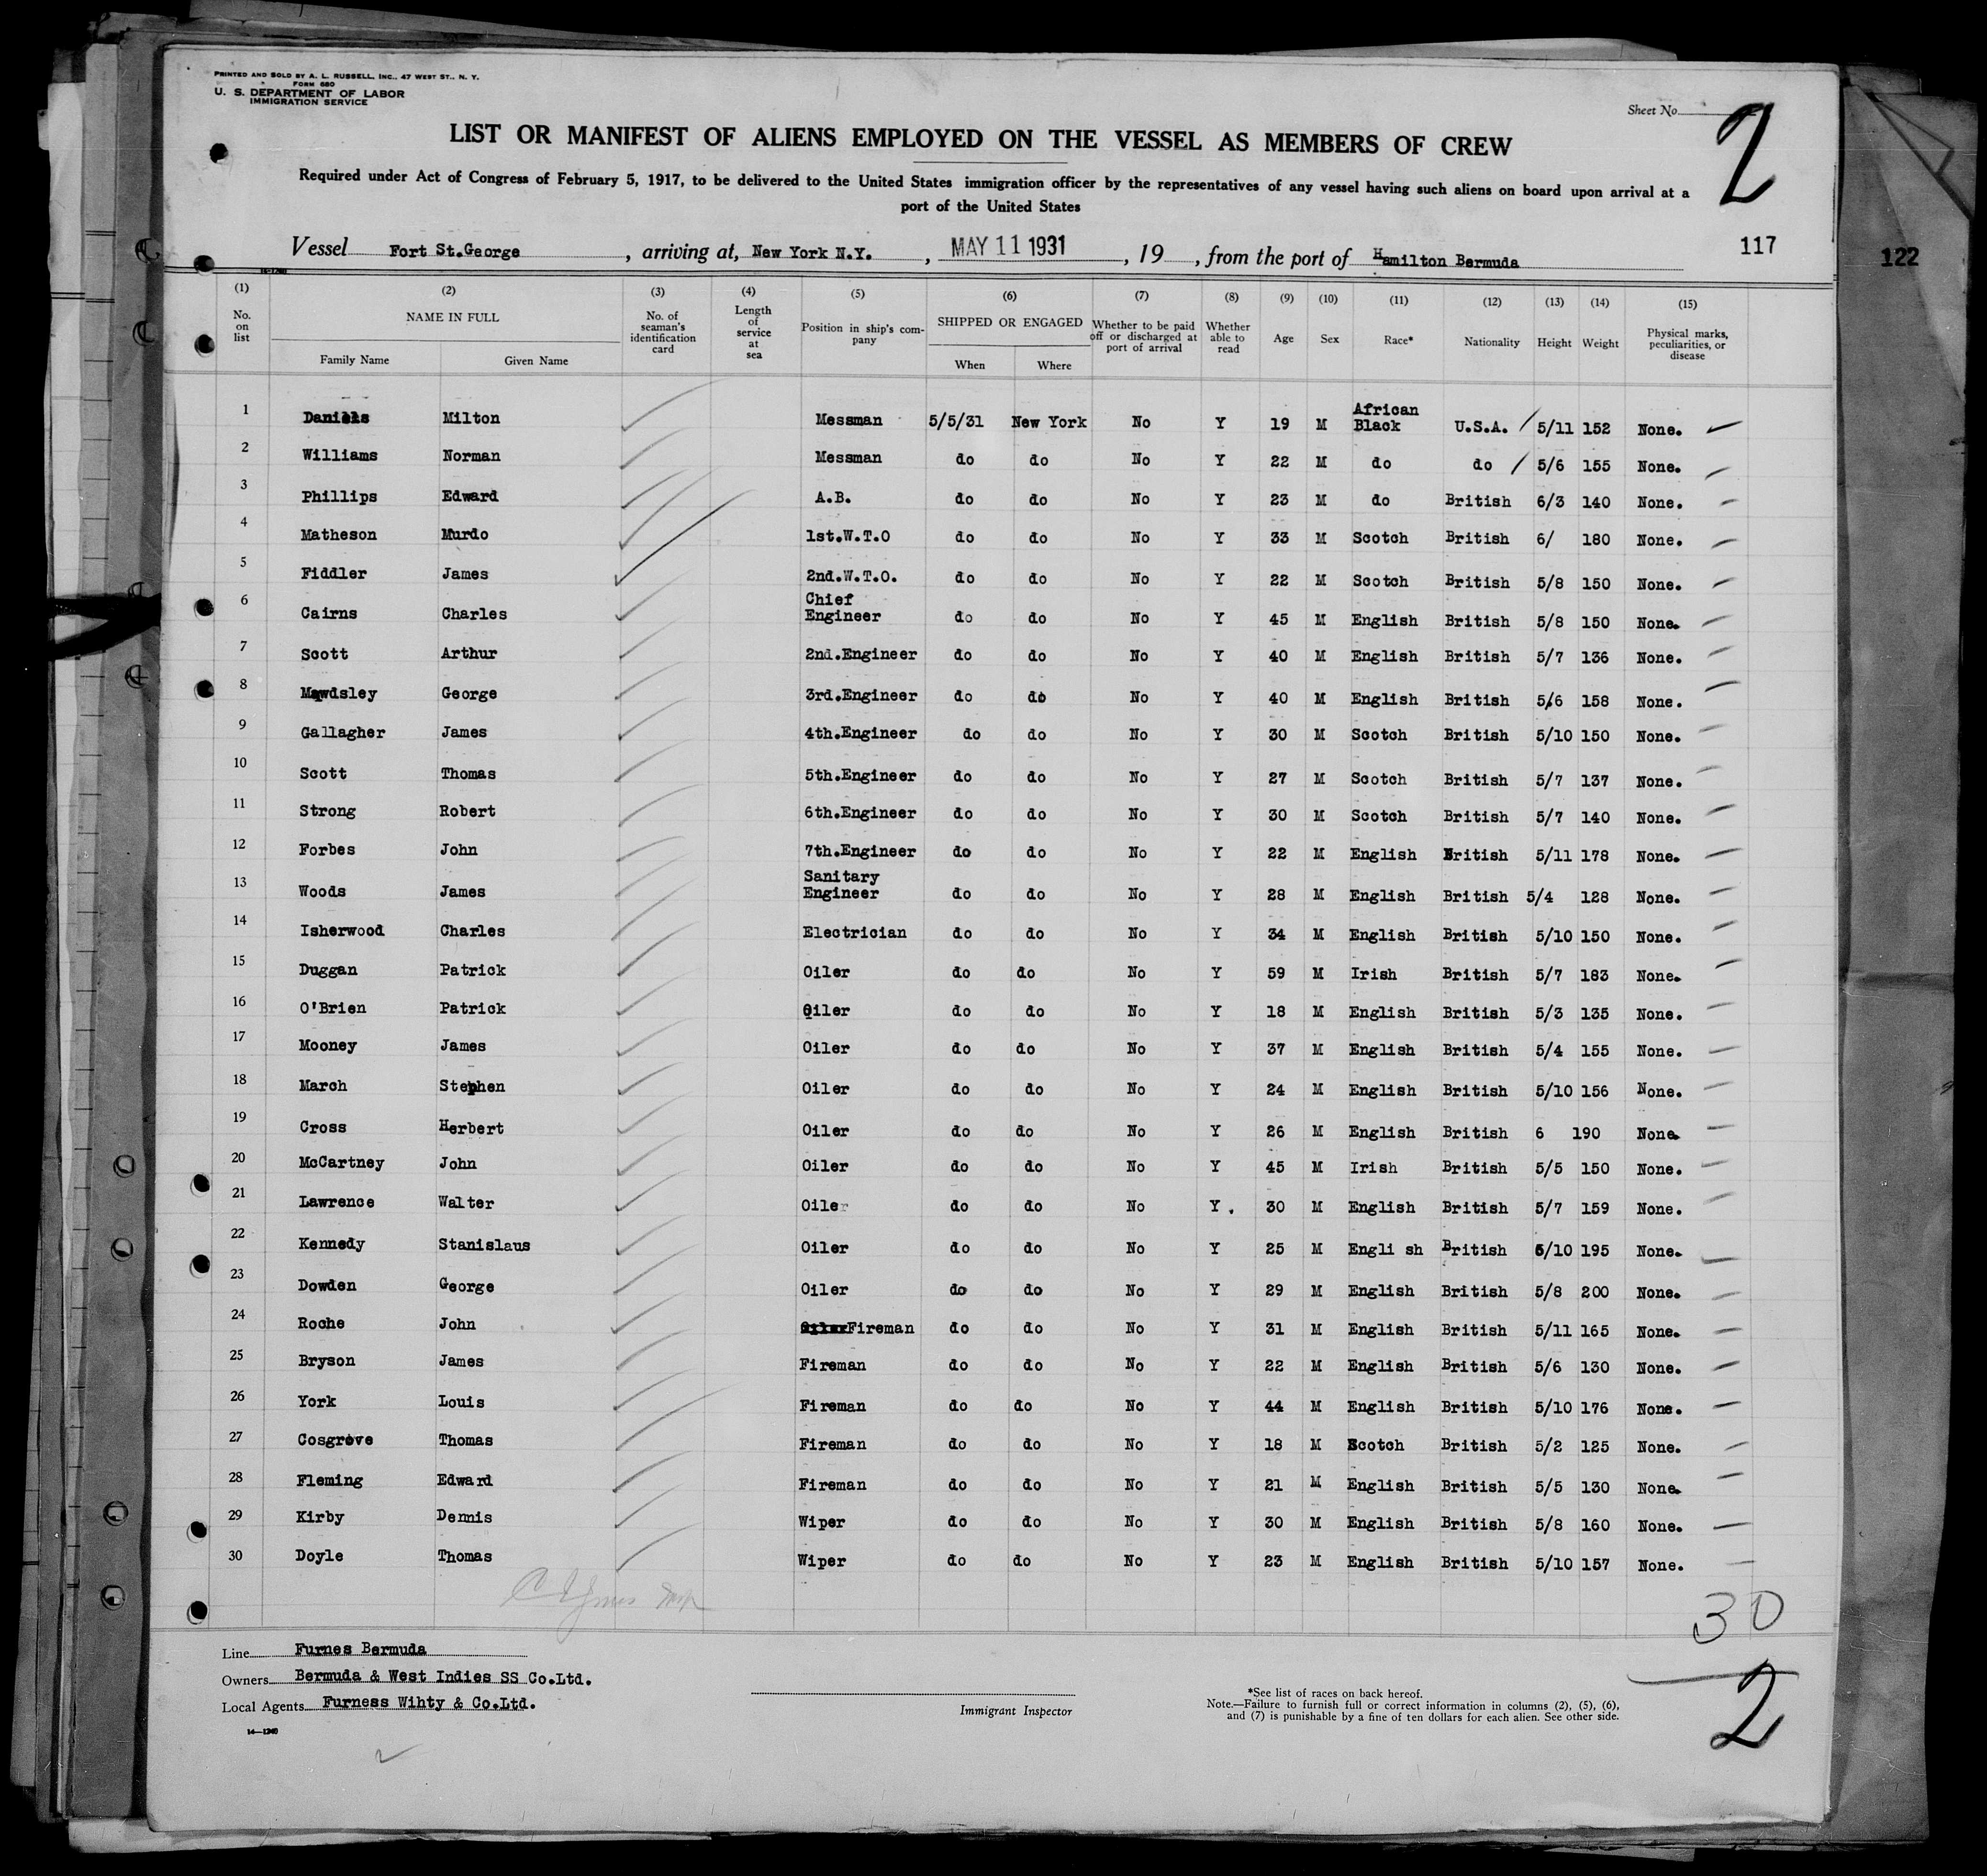 PRINTED AND SOLD BY A. L. RUSSELL, INC., 47 WEST ST., N. Y.
FORM 680
U. S. DEPARTMENT OF LABOR
IMMIGRATION SERVICE
Sheet No. 2
LIST OR MANIFEST OF ALIENS EMPLOYED ON THE VESSEL AS MEMBERS OF CREW
Required under Act of Congress of February 5, 1917, to be delivered to the United States immigration officer by the representatives of any vessel having such aliens on board upon arrival at a
port of the United States
Vessel Fort St.George, arriving at, New York N.Y., MAY 11 1931, 19 , from the port of Hamilton Bermuda
117
122
(1) (2) (3) (4) (5) (6) (7) (8) (9) (10) (11) (12) (13) (14) (15)
No. on list NAME IN FULL Family Name Given Name No. of seaman's identification card Length of service at sea Position in ship's company SHIPPED OR ENGAGED When Where Whether to be paid off or discharged at port of arrival Whether able to read Age Sex Race* Nationality Height Weight Physical marks, peculiarities, or disease
1 Daniels Milton Messman 5/5/31 New York No Y 19 M African Black U.S.A. 5/11 152 None.
2 Williams Norman Messman do do No Y 22 M do do 5/6 155 None.
3 Phillips Edward A.B. do do No Y 23 M do British 6/3 140 None.
4 Matheson Murdo 1st.W.T.O do do No Y 33 M Scotch British 6/ 180 None.
5 Fiddler James 2nd.W.T.O. do do No Y 22 M Scotch British 5/8 150 None.
6 Cairns Charles Chief Engineer do do No Y 45 M English British 5/8 150 None.
7 Scott Arthur 2nd.Engineer do do No Y 40 M English British 5/7 136 None.
8 Mawdsley George 3rd.Engineer do do No Y 40 M English British 5/6 158 None.
9 Gallagher James 4th.Engineer do do No Y 30 M Scotch British 5/10 150 None.
10 Scott Thomas 5th.Engineer do do No Y 27 M Scotch British 5/7 137 None.
11 Strong Robert 6th.Engineer do do No Y 30 M Scotch British 5/7 140 None.
12 Forbes John 7th.Engineer do do No Y 22 M English British 5/11 178 None.
13 Woods James Sanitary Engineer do do No Y 28 M English British 5/4 128 None.
14 Isherwood Charles Electrician do do No Y 34 M English British 5/10 150 None.
15 Duggan Patrick Oiler do do No Y 59 M Irish British 5/7 183 None.
16 O'Brien Patrick Oiler do do No Y 18 M English British 5/3 135 None.
17 Mooney James Oiler do do No Y 37 M English British 5/4 155 None.
18 March Stephen Oiler do do No Y 24 M English British 5/10 156 None.
19 Cross Herbert Oiler do do No Y 26 M English British 6 190 None.
20 McCartney John Oiler do do No Y 45 M Irish British 5/5 150 None.
21 Lawrence Walter Oiler do do No Y. 30 M English British 5/7 159 None.
22 Kennedy Stanislaus Oiler do do No Y 25 M Engli sh British 5/10 195 None.
23 Dowden George Oiler do do No Y 29 M English British 5/8 200 None.
24 Roche John Fireman do do No Y 31 M English British 5/11 165 None.
25 Bryson James Fireman do do No Y 22 M English British 5/6 130 None.
26 York Louis Fireman do do No Y 44 M English British 5/10 176 None.
27 Cosgrove Thomas Fireman do do No Y 18 M Scotch British 5/2 125 None.
28 Fleming Edward Fireman do do No Y 21 M English British 5/5 130 None.
29 Kirby Dennis Wiper do do No Y 30 M English British 5/8 160 None.
30 Doyle Thomas Wiper do do No Y 23 M English British 5/10 157 None.
30
2
Line Furnes Bermuda
Owners Bermuda & West Indies SS Co.Ltd.
Local Agents Furness Wihty & Co.Ltd.
14-1240
Immigrant Inspector
*See list of races on back hereof.
Note.—Failure to furnish full or correct information in columns (2), (5), (6),
and (7) is punishable by a fine of ten dollars for each alien. See other side.